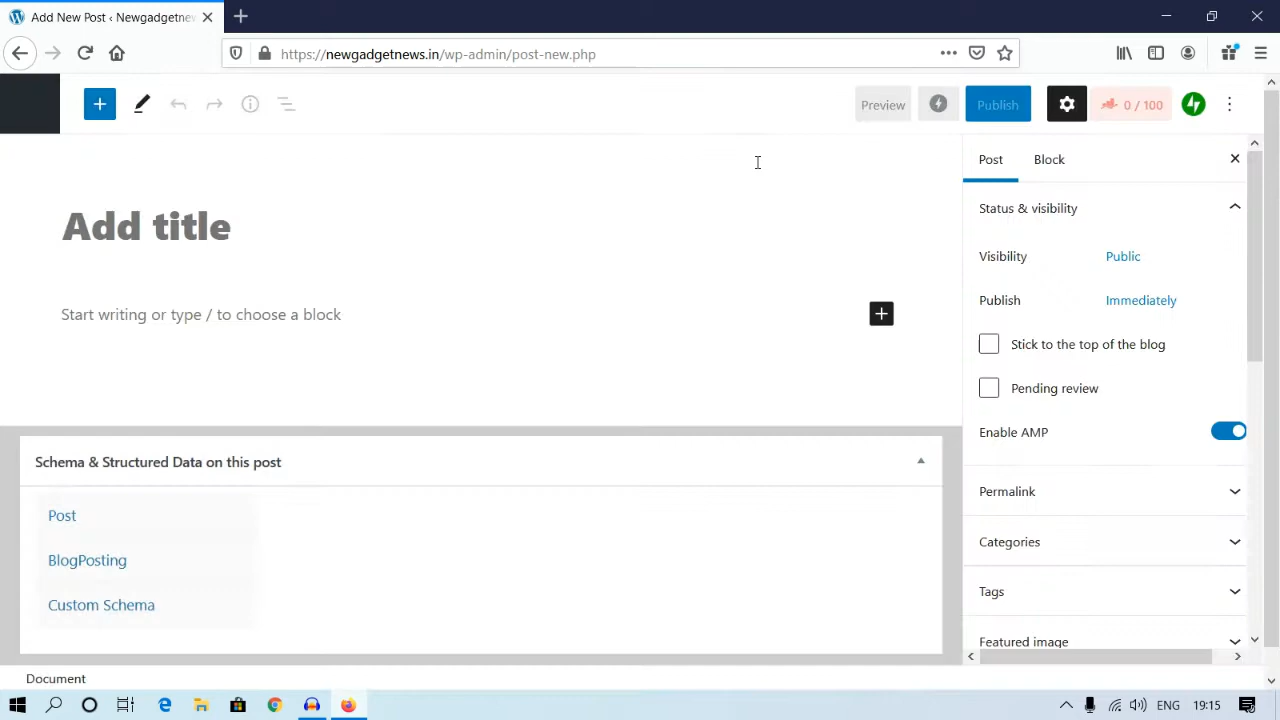 Add New Post ‹ Newgadgetnew
https://newgadgetnews.in/wp-admin/post-new.php
Preview
Publish
0 / 100
Post
Block
Add title
Start writing or type / to choose a block
Status & visibility
Visibility
Public
Publish
Immediately
Stick to the top of the blog
Pending review
Enable AMP
Permalink
Categories
Tags
Featured image
Schema & Structured Data on this post
Post
BlogPosting
Custom Schema
Document
ENG
19:15